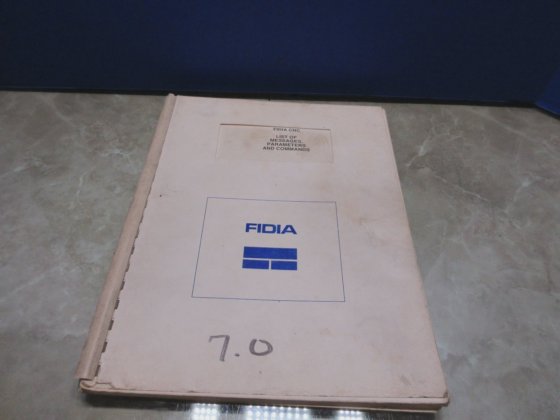 FIDIA CNC
LIST OF
MESSAGES,
PARAMETERS
AND COMMANDS
FIDIA
7.0